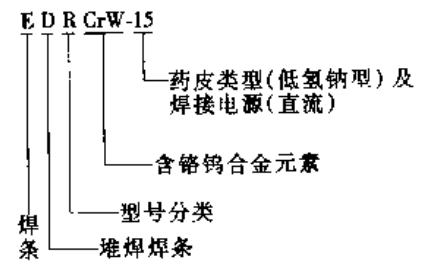 EDRCrW-15
药皮类型(低氢钠型)及
焊接电源(直流)
含铬钨合金元素
型号分类
堆焊焊条
焊
条